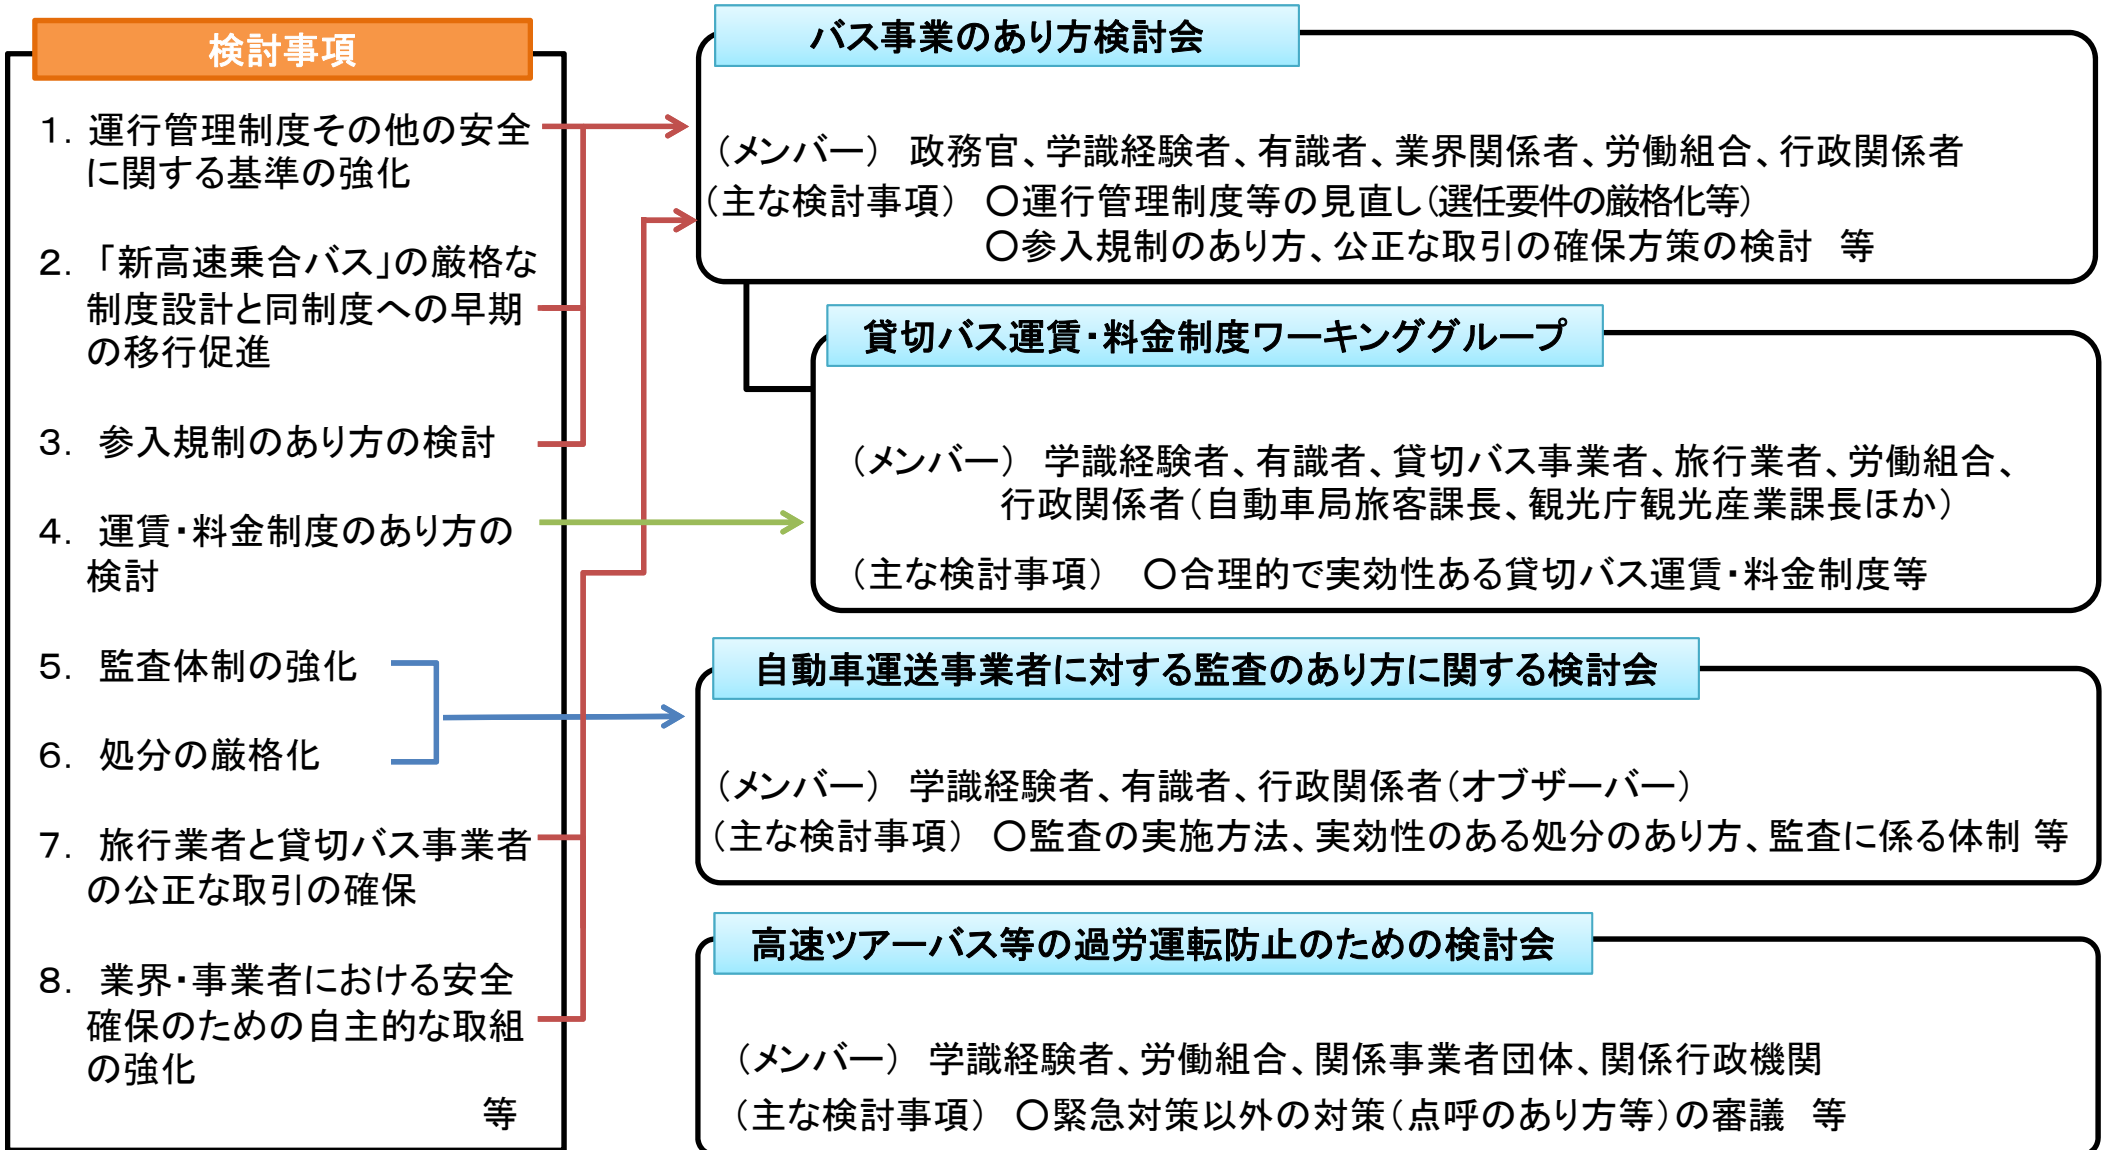 検討事項
1. 運行管理制度その他の安全
に関する基準の強化
2. 「新高速乗合バス」の厳格な
制度設計と同制度への早期
の移行促進
3. 参入規制のあり方の検討
4. 運賃・料金制度のあり方の
検討
5. 監査体制の強化
6. 処分の厳格化
7. 旅行業者と貸切バス事業者
の公正な取引の確保
8. 業界・事業者における安全
確保のための自主的な取組
の強化
等
バス事業のあり方検討会
（メンバー） 政務官、学識経験者、有識者、業界関係者、労働組合、行政関係者
（主な検討事項） ○運行管理制度等の見直し（選任要件の厳格化等）
○参入規制のあり方、公正な取引の確保方策の検討 等
貸切バス運賃・料金制度ワーキンググループ
（メンバー） 学識経験者、有識者、貸切バス事業者、旅行業者、労働組合、
行政関係者（自動車局旅客課長、観光庁観光産業課長ほか）
（主な検討事項） ○合理的で実効性ある貸切バス運賃・料金制度等
自動車運送事業者に対する監査のあり方に関する検討会
（メンバー） 学識経験者、有識者、行政関係者（オブザーバー）
（主な検討事項） ○監査の実施方法、実効性のある処分のあり方、監査に係る体制 等
高速ツアーバス等の過労運転防止のための検討会
（メンバー） 学識経験者、労働組合、関係事業者団体、関係行政機関
（主な検討事項） ○緊急対策以外の対策（点呼のあり方等）の審議 等